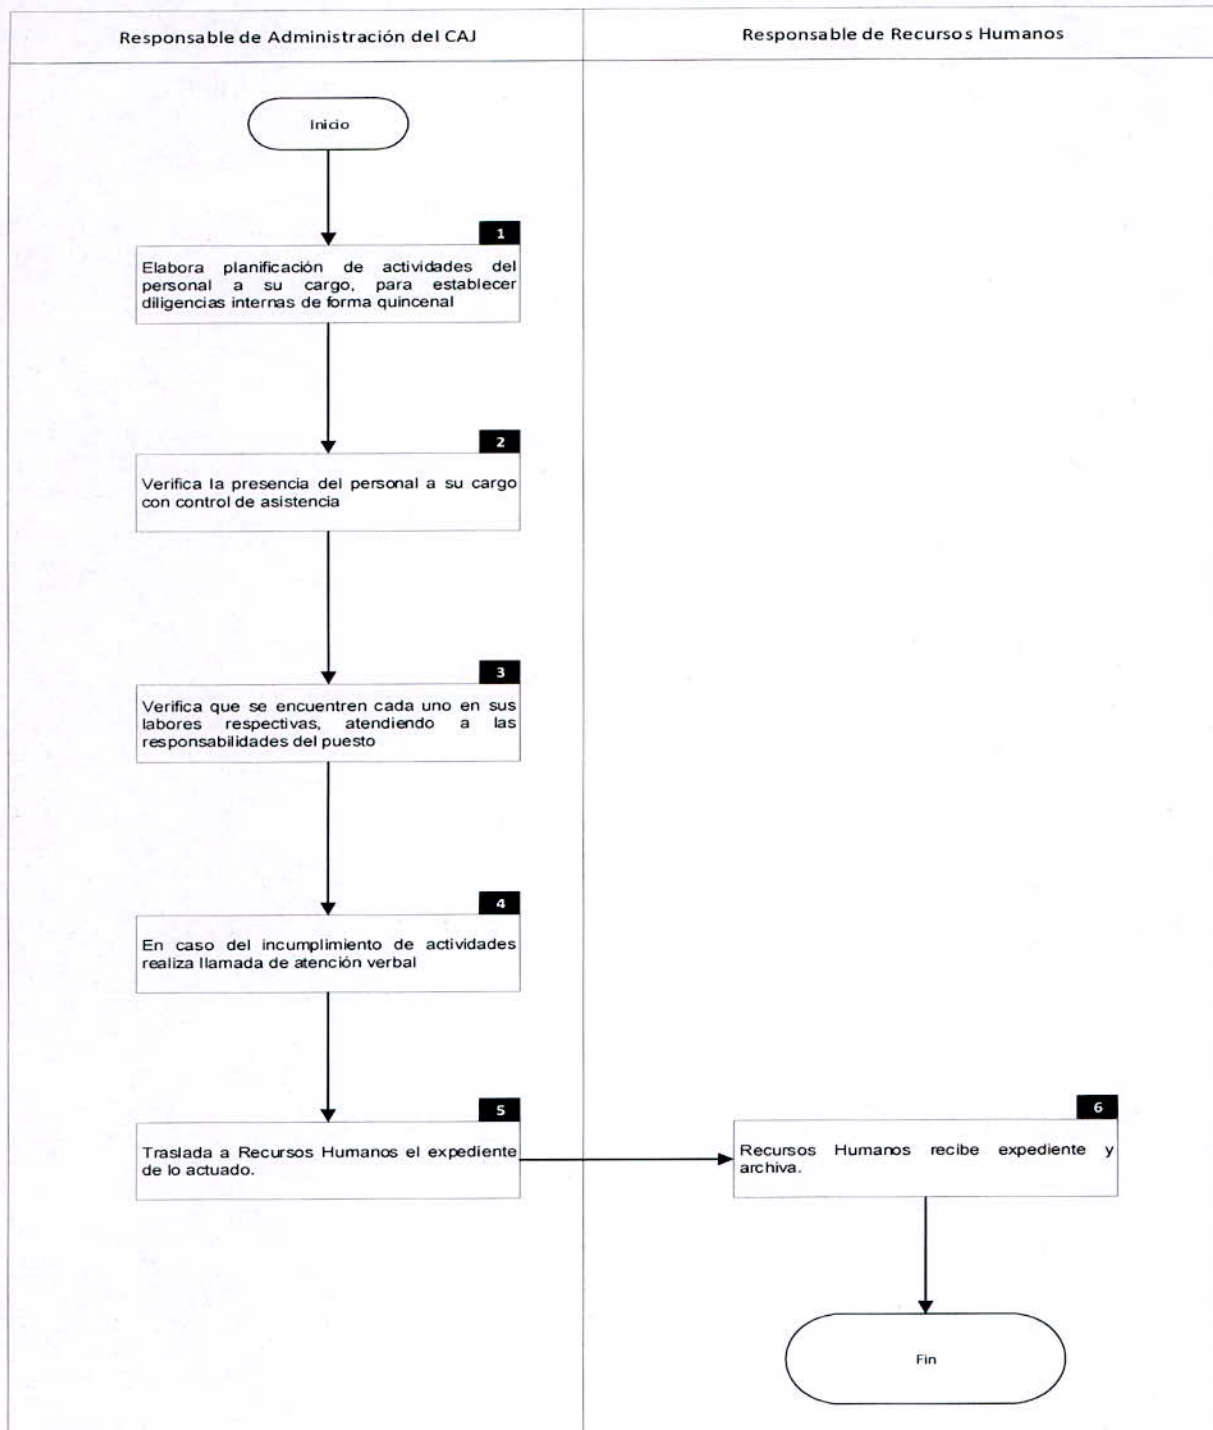 Responsable de Administración del CAJ
Responsable de Recursos Humanos
Inicio
1
Elabora planificación de actividades del
personal a su cargo, para establecer
diligencias internas de forma quincenal
2
Verifica la presencia del personal a su cargo
con control de asistencia
3
Verifica que se encuentren cada uno en sus
labores respectivas, atendiendo a las
responsabilidades del puesto
4
En caso del incumplimiento de actividades
realiza llamada de atención verbal
5
Traslada a Recursos Humanos el expediente
de lo actuado.
6
Recursos Humanos recibe expediente y
archiva.
Fin